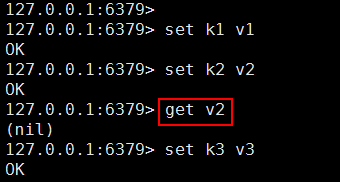 127.0.0.1:6379>
127.0.0.1:6379> set k1 v1
OK
127.0.0.1:6379> set k2 v2
OK
127.0.0.1:6379> get v2
(nil)
127.0.0.1:6379> set k3 v3
OK